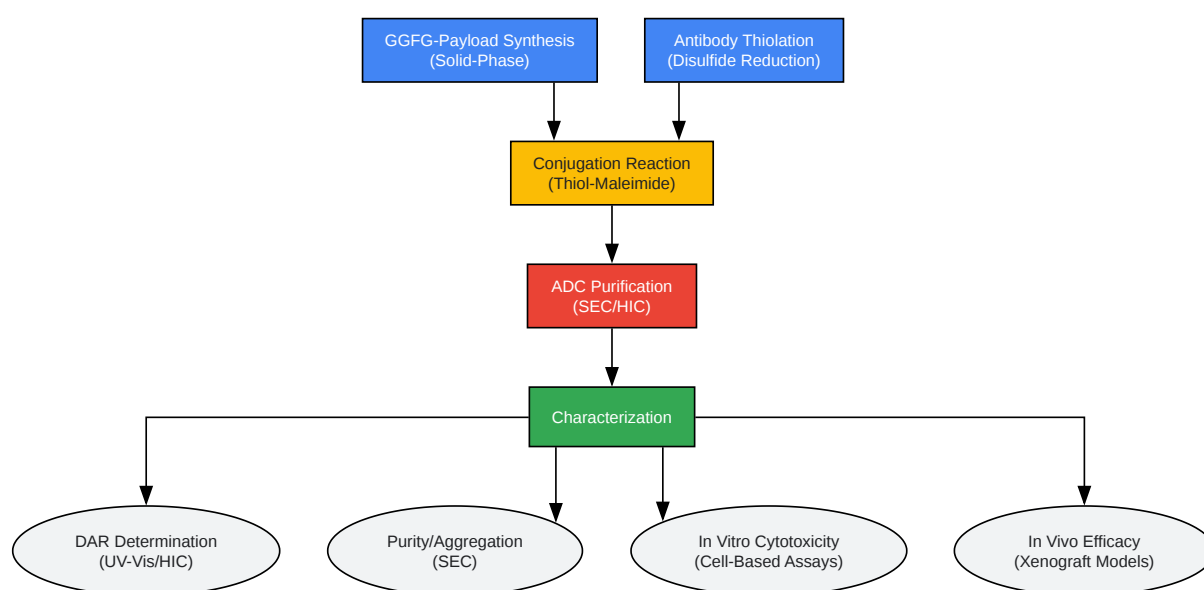 GGFG-Payload Synthesis
(Solid-Phase)
Antibody Thiolation
(Disulfide Reduction)
Conjugation Reaction
(Thiol-Maleimide)
ADC Purification
(SEC/HIC)
Characterization
DAR Determination
(UV-Vis/HIC)
Purity/Aggregation
(SEC)
In Vitro Cytotoxicity
(Cell-Based Assays)
In Vivo Efficacy
(Xenograft Models)